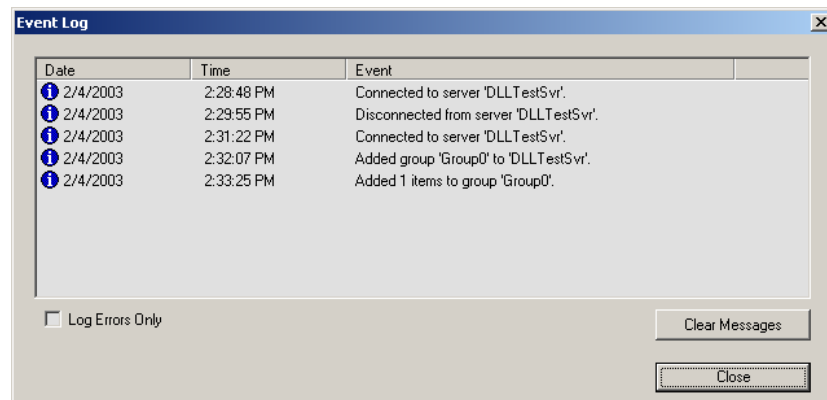 Event Log
Date Time Event
2/4/2003 2:28:48 PM Connected to server 'DLLTestSvr'.
2/4/2003 2:29:55 PM Disconnected from server 'DLLTestSvr'.
2/4/2003 2:31:22 PM Connected to server 'DLLTestSvr'.
2/4/2003 2:32:07 PM Added group 'Group0' to 'DLLTestSvr'.
2/4/2003 2:33:25 PM Added 1 items to group 'Group0'.
Log Errors Only
Clear Messages
Close